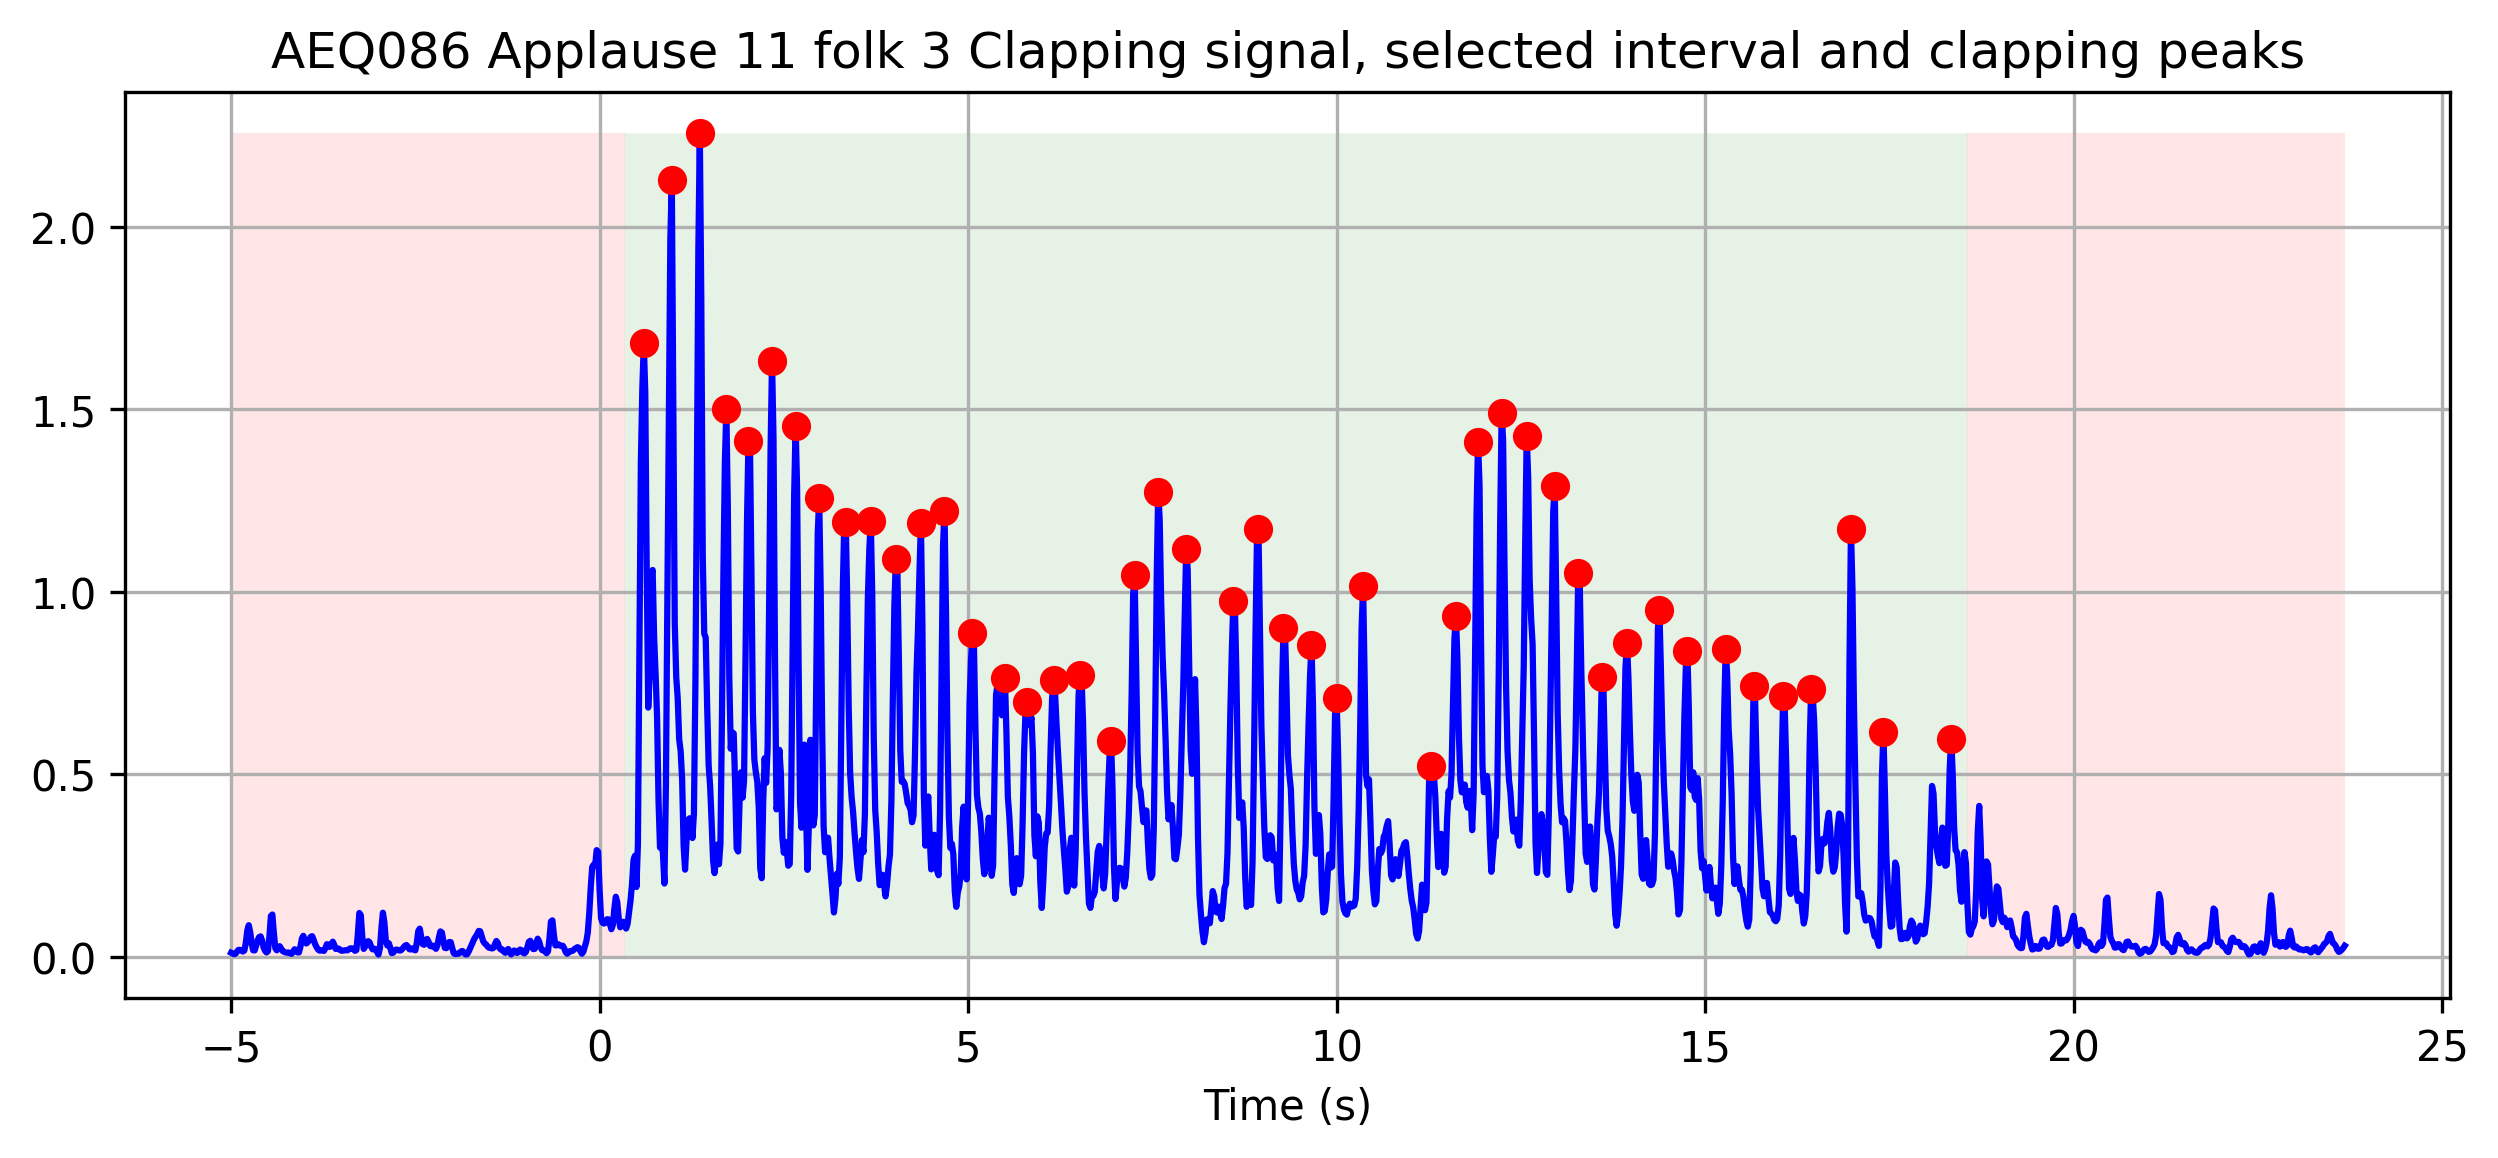 AEQ086 Applause 11 folk 3 Clapping signal, selected interval and clapping peaks
2.0
1.5
1.0
0.5
0.0
−5 0 5 10 15 20 25
Time (s)